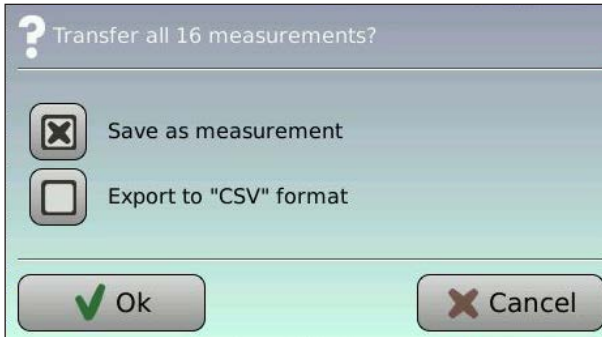 Transfer all 16 measurements?
Save as measurement
Export to "CSV" format
Ok
Cancel